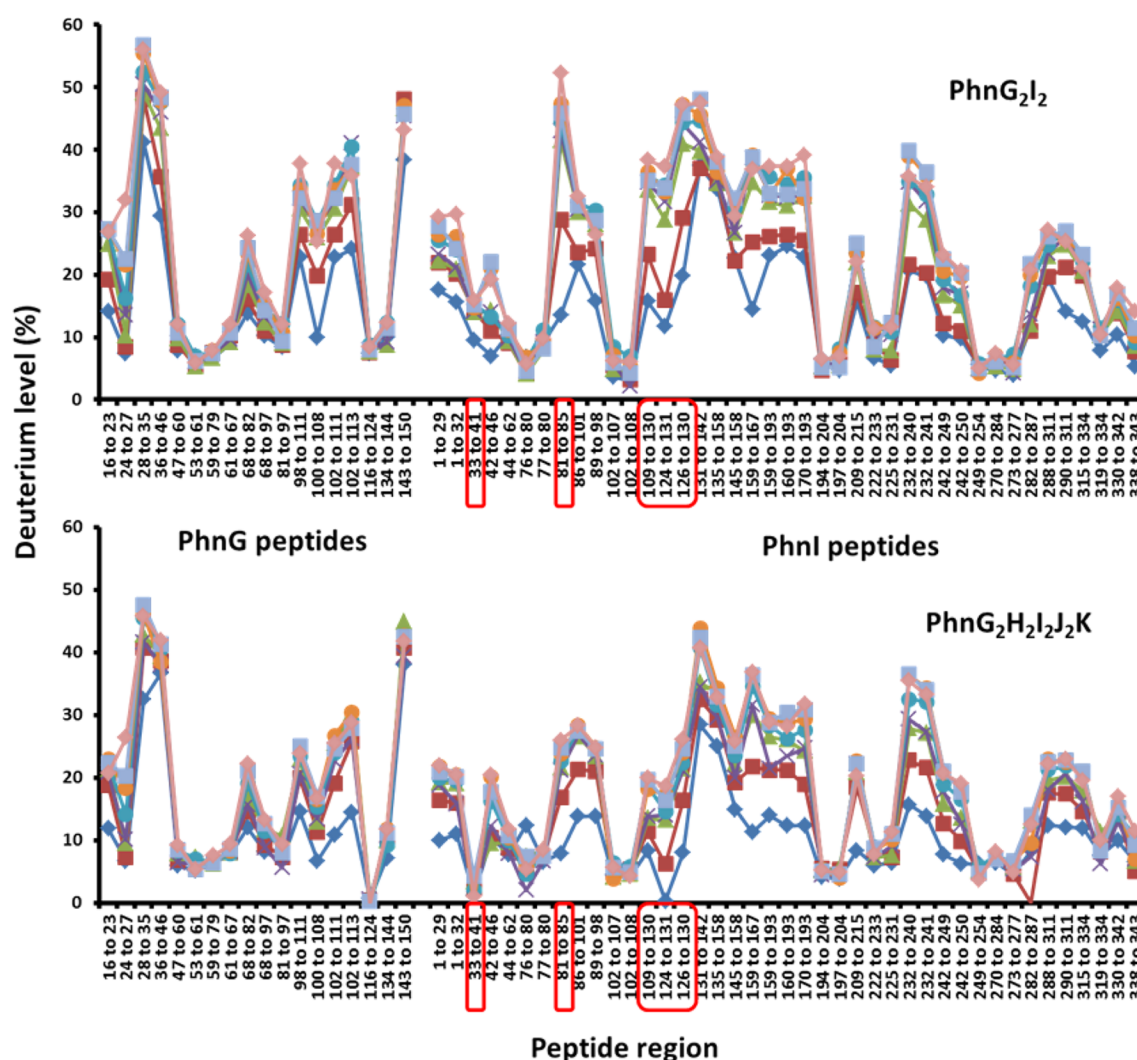 60
50
40
30
20
10
0
PhnG₂I₂
16 to 23
24 to 27
28 to 35
36 to 46
47 to 60
53 to 61
59 to 79
61 to 67
68 to 82
68 to 97
81 to 97
98 to 111
100 to 108
102 to 111
102 to 113
116 to 124
134 to 144
143 to 150
1 to 29
1 to 32
33 to 41
42 to 46
44 to 62
76 to 80
77 to 80
81 to 85
86 to 101
89 to 98
102 to 107
102 to 108
109 to 130
124 to 131
126 to 130
131 to 142
135 to 158
145 to 158
159 to 167
159 to 193
160 to 193
170 to 193
194 to 204
197 to 204
209 to 215
222 to 233
225 to 231
232 to 240
232 to 241
242 to 249
242 to 250
249 to 254
270 to 284
273 to 277
282 to 287
288 to 311
290 to 311
315 to 334
319 to 334
330 to 342
338 to 343
Deuterium level (%)
60
50
40
30
20
10
0
PhnG peptides
PhnI peptides
PhnG₂H₂I₂J₂K
16 to 23
24 to 27
28 to 35
36 to 46
47 to 60
53 to 61
59 to 79
61 to 67
68 to 82
68 to 97
81 to 97
98 to 111
100 to 108
102 to 111
102 to 113
116 to 124
134 to 144
143 to 150
1 to 29
1 to 32
33 to 41
42 to 46
44 to 62
76 to 80
77 to 80
81 to 85
86 to 101
89 to 98
102 to 107
102 to 108
109 to 130
124 to 131
126 to 130
131 to 142
135 to 158
145 to 158
159 to 167
159 to 193
160 to 193
170 to 193
194 to 204
197 to 204
209 to 215
222 to 233
225 to 231
232 to 240
232 to 241
242 to 249
242 to 250
249 to 254
270 to 284
273 to 277
282 to 287
288 to 311
290 to 311
315 to 334
319 to 334
330 to 342
338 to 343
Peptide region